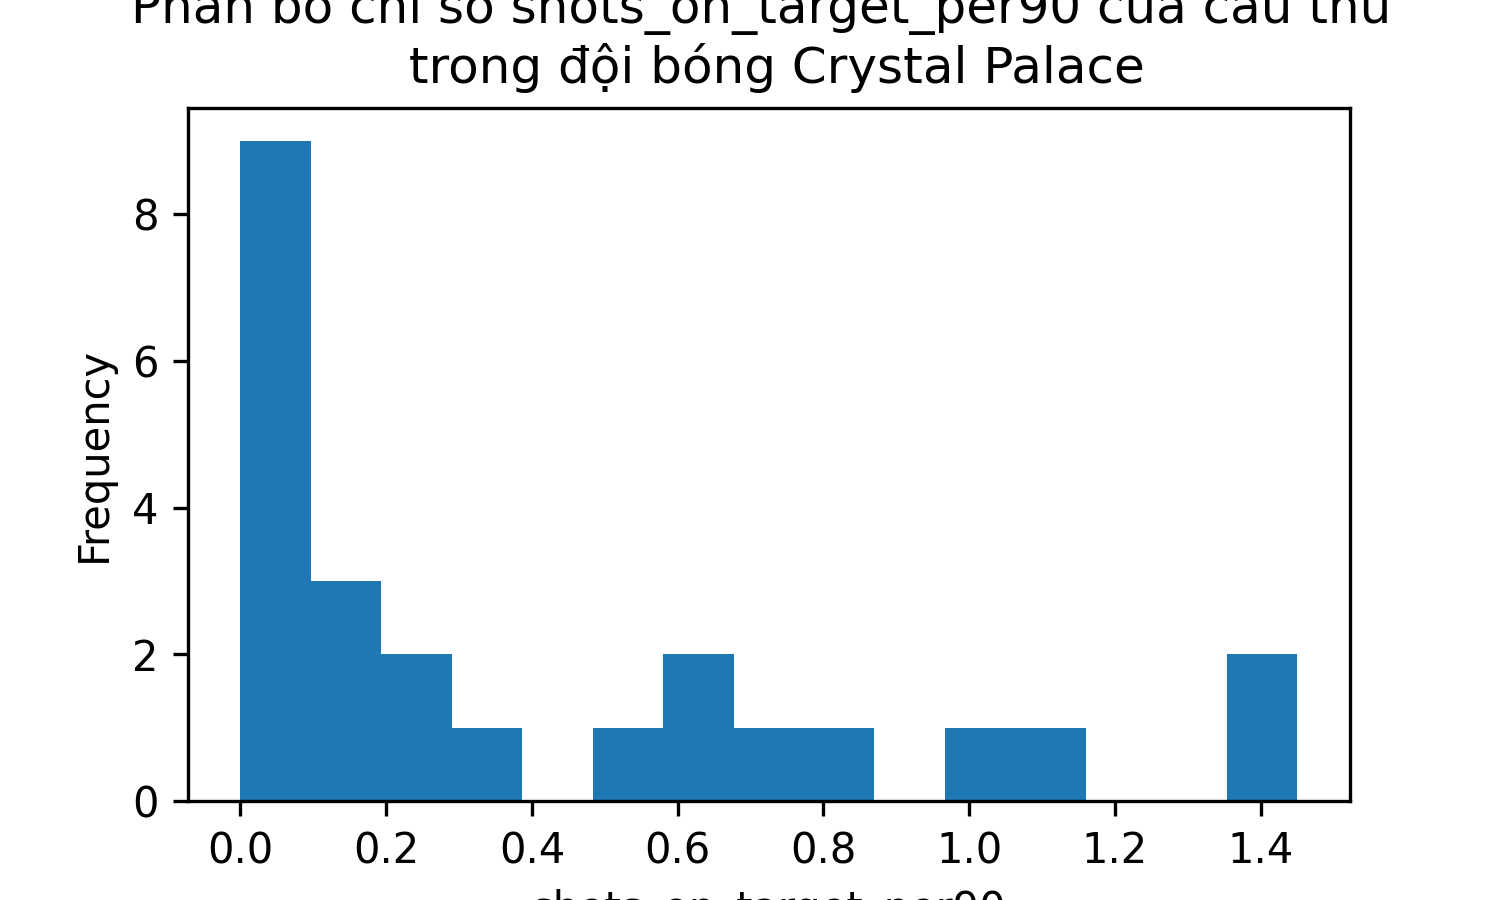 Phân bố chỉ số shots_on_target_per90 của cầu thủ
trong đội bóng Crystal Palace
Frequency
8
6
4
2
0
0.0 0.2 0.4 0.6 0.8 1.0 1.2 1.4
shots_on_target_per90